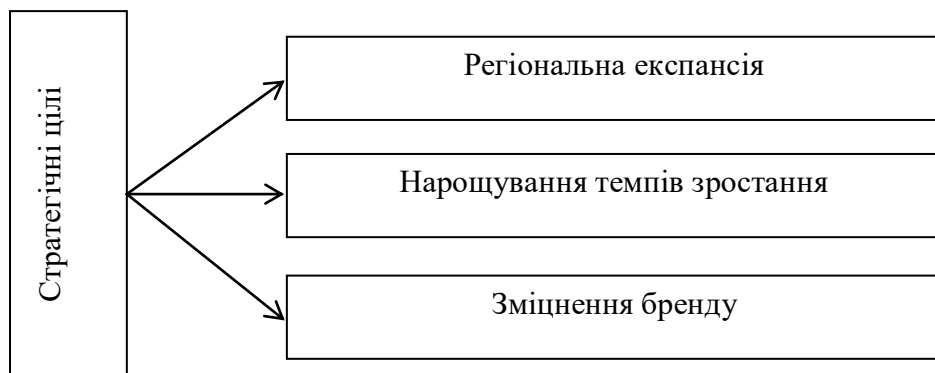 Стратегічні цілі
Регіональна експансія
Нарощування темпів зростання
Зміцнення бренду